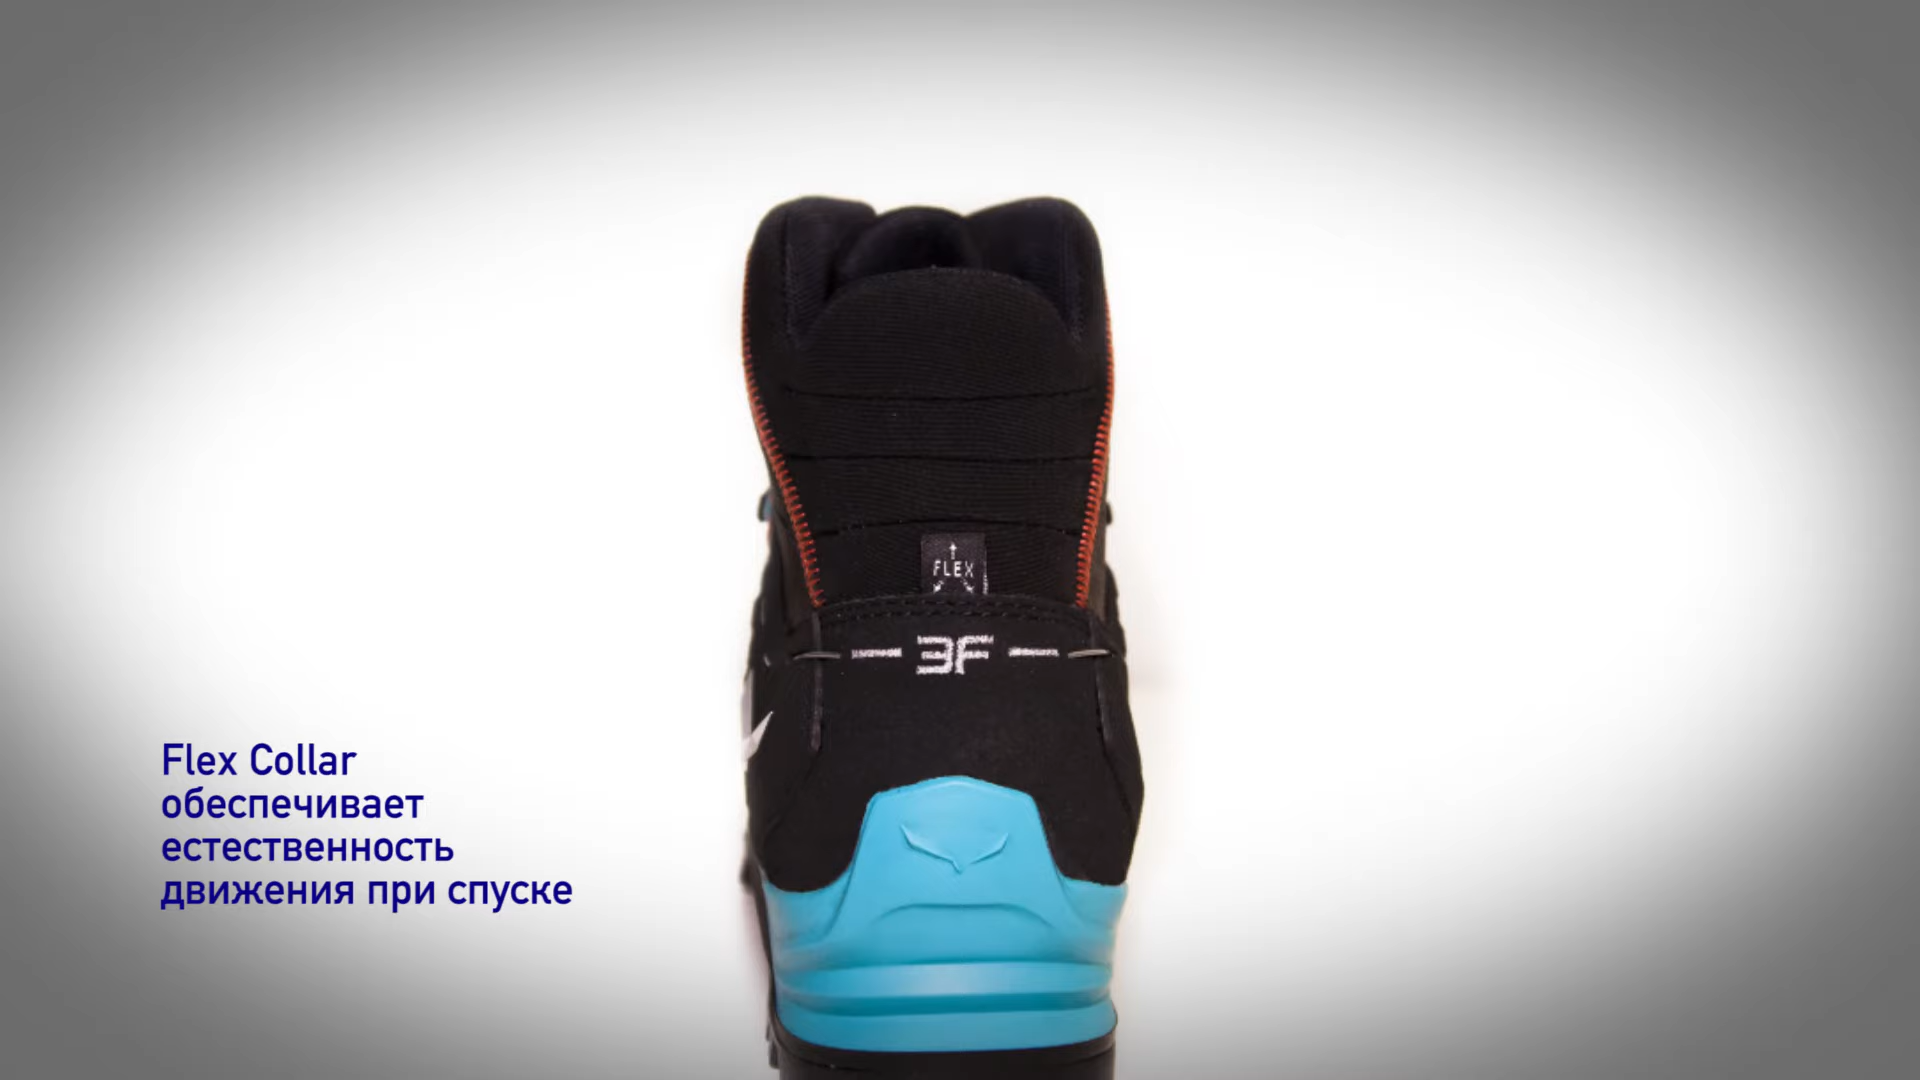 FLEX
3F
Flex Collar
обеспечивает
естественность
движения при спуске